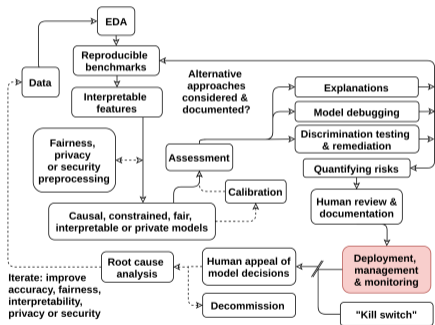 EDA
Reproducible
benchmarks
Data
Interpretable
features
Alternative
approaches
considered &
documented?
Explanations
Model debugging
Discrimination testing
& remediation
Quantifying risks
Fairness,
privacy
or security
preprocessing
Assessment
Calibration
Causal, constrained, fair,
interpretable or private models
Human review &
documentation
Root cause
analysis
Human appeal of
model decisions
Deployment,
management
& monitoring
Iterate: improve
accuracy, fairness,
interpretability,
privacy or security
Decommission
"Kill switch"